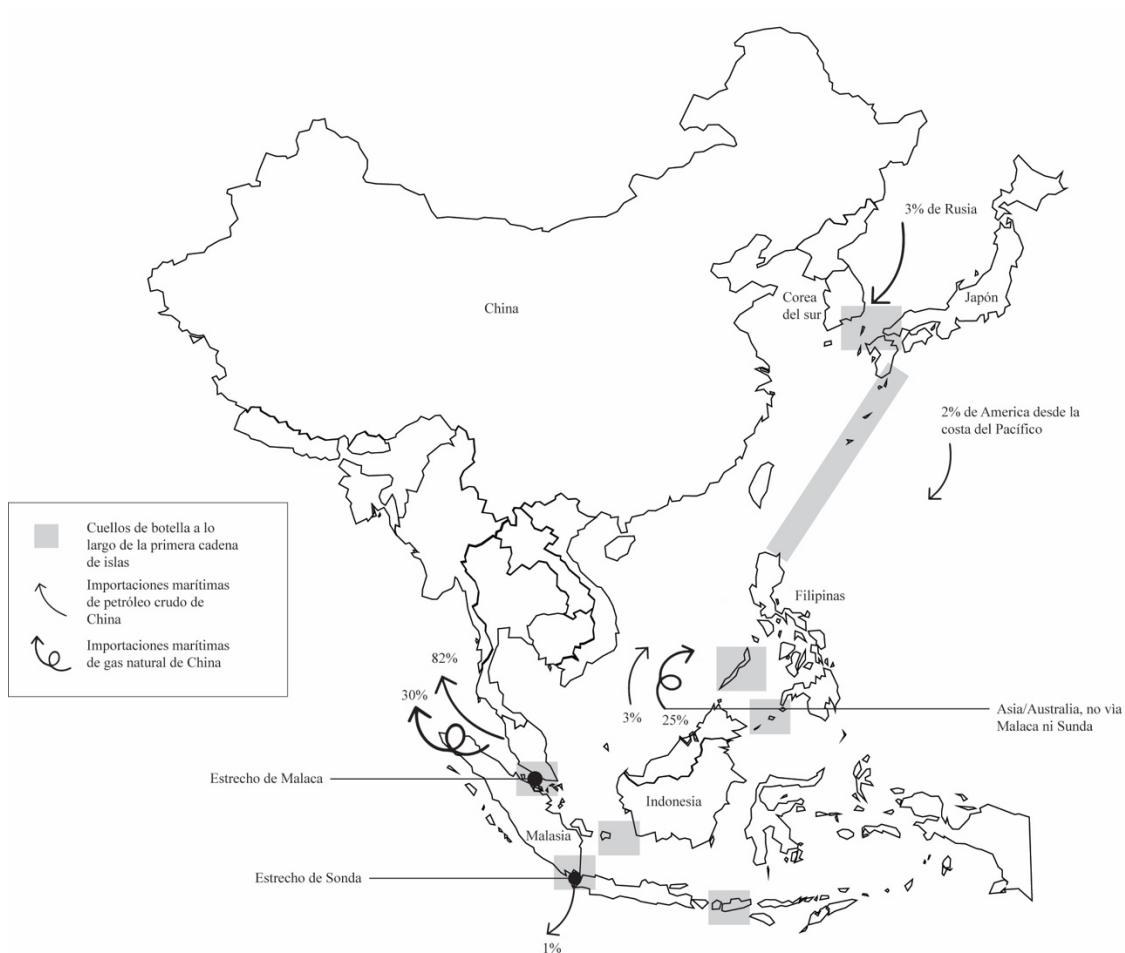 3% de Rusia
Corea
del sur
Japón
China
2% de America desde la
costa del Pacífico
Cuellos de botella a lo
largo de la primera cadena
de islas
Importaciones marítimas
de petróleo crudo de
China
Importaciones marítimas
de gas natural de China
Filipinas
82%
30%
3%
25%
Asia/Australia, no vìa
Malaca ni Sunda
Estrecho de Malaca
Indonesia
Malasia
Estrecho de Sonda
1%